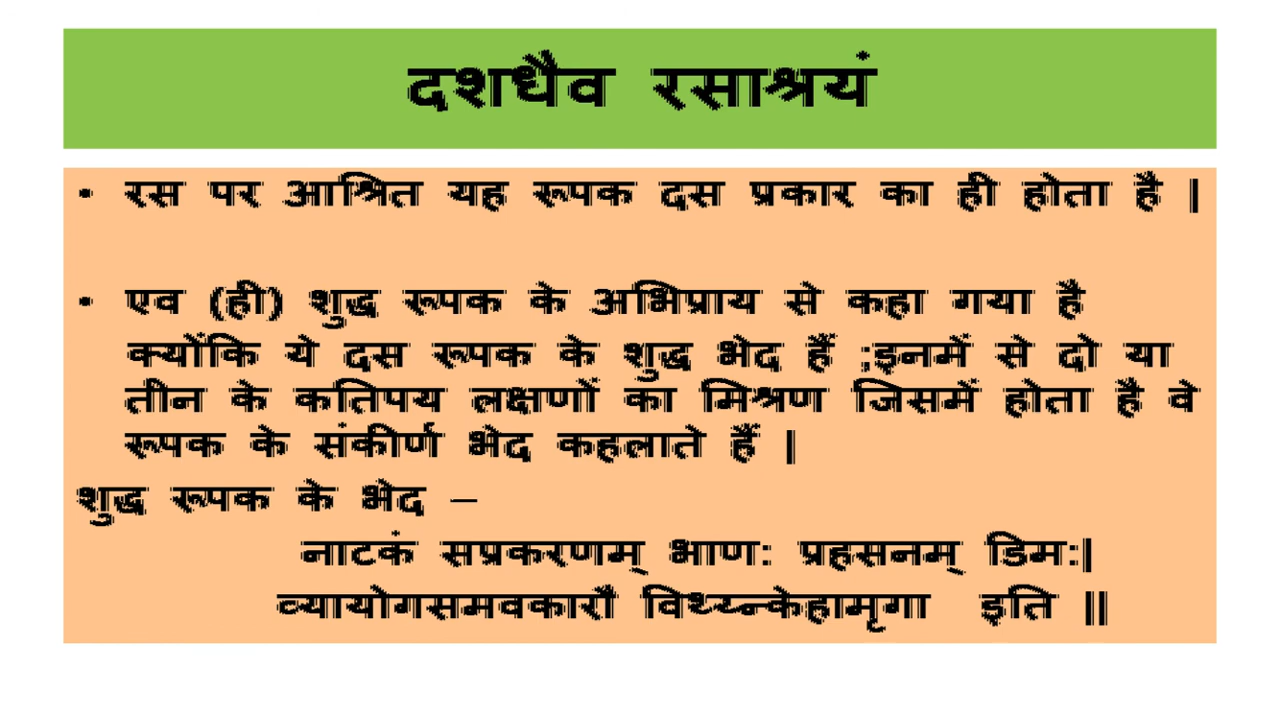 दशधैव रसाश्रयं
• रस पर आश्रित यह रूपक दस प्रकार का ही होता है |
• एव (ही) शुद्ध रूपक के अभिप्राय से कहा गया है
क्योंकि ये दस रूपक के शुद्ध भेद हैं ;इनमें से दो या
तीन के कतिपय लक्षणों का मिश्रण जिसमें होता है वे
रूपक के संकीर्ण भेद कहलाते हैं |
शुद्ध रूपक के भेद –
नाटकं सप्रकरणम् भाण: प्रहसनम् डिम:|
व्यायोगसमवकारौ इति ||